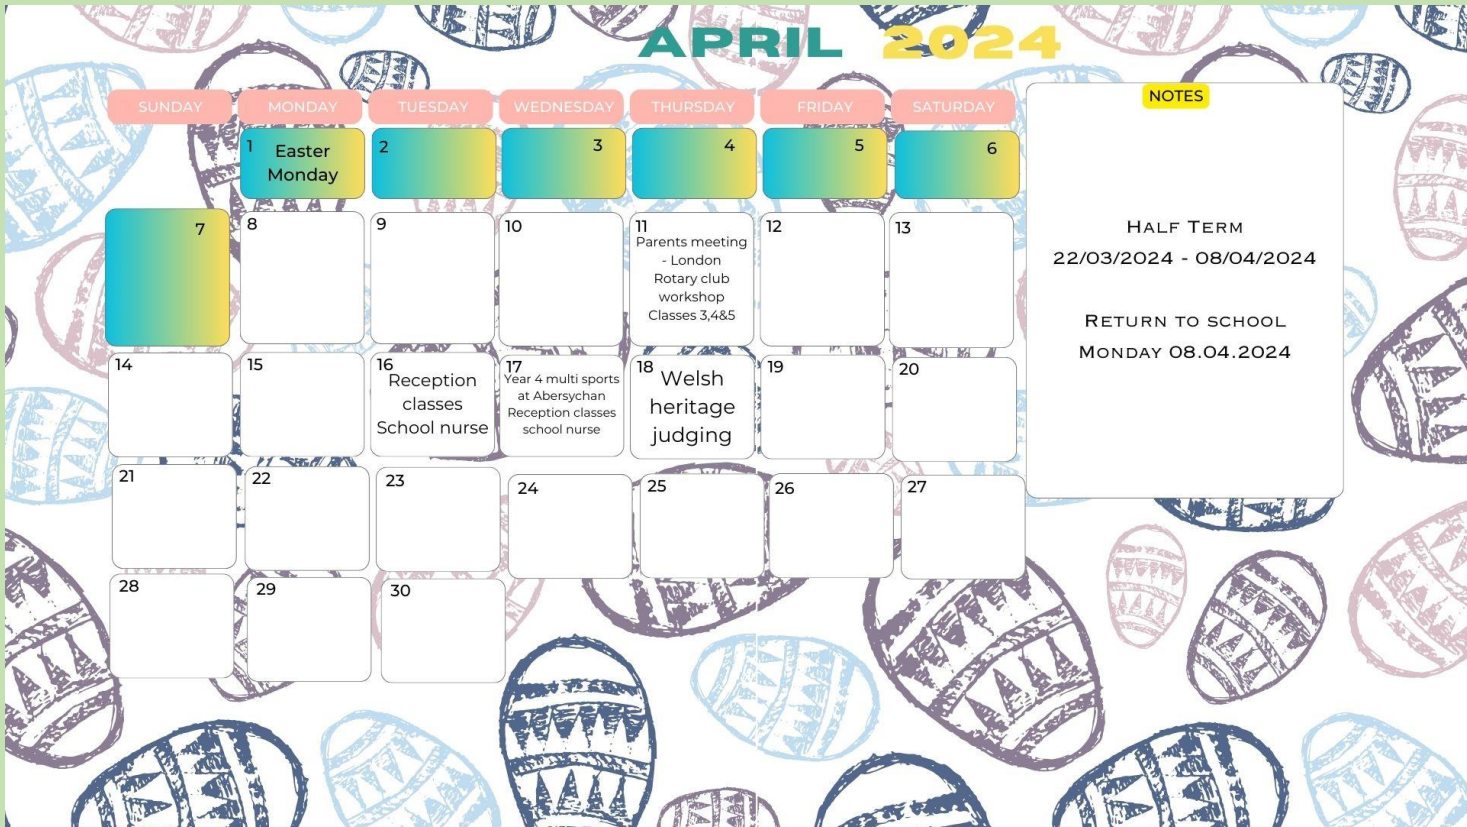 APRIL 2024
SUNDAY MONDAY TUESDAY WEDNESDAY THURSDAY FRIDAY SATURDAY
NOTES
1 Easter
Monday
2
3
4
5
6
7
8
9
10
11
Parents meeting
- London
Rotary club
workshop
Classes 3,4&5
12
13
14
15
16
Reception
classes
School nurse
17
Year 4 multi sports
at Abersychan
Reception classes
school nurse
18 Welsh
heritage
judging
19
20
21
22
23
24
25
26
27
28
29
30
HALF TERM
22/03/2024 - 08/04/2024
RETURN TO SCHOOL
MONDAY 08.04.2024